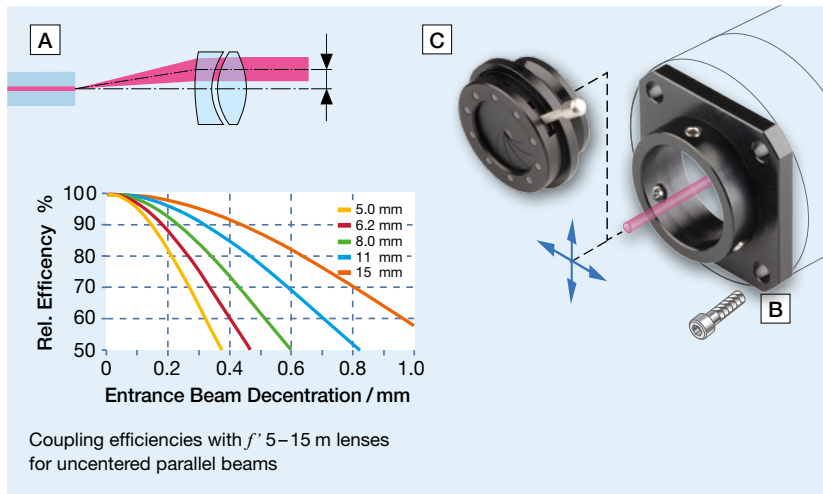 A
C
B
Rel. Efficency %
100
90
80
70
60
50
5.0 mm
6.2 mm
8.0 mm
11 mm
15 mm
0 0.2 0.4 0.6 0.8 1.0
Entrance Beam Decentration / mm
Coupling efficiencies with f' 5–15 m lenses
for uncentered parallel beams